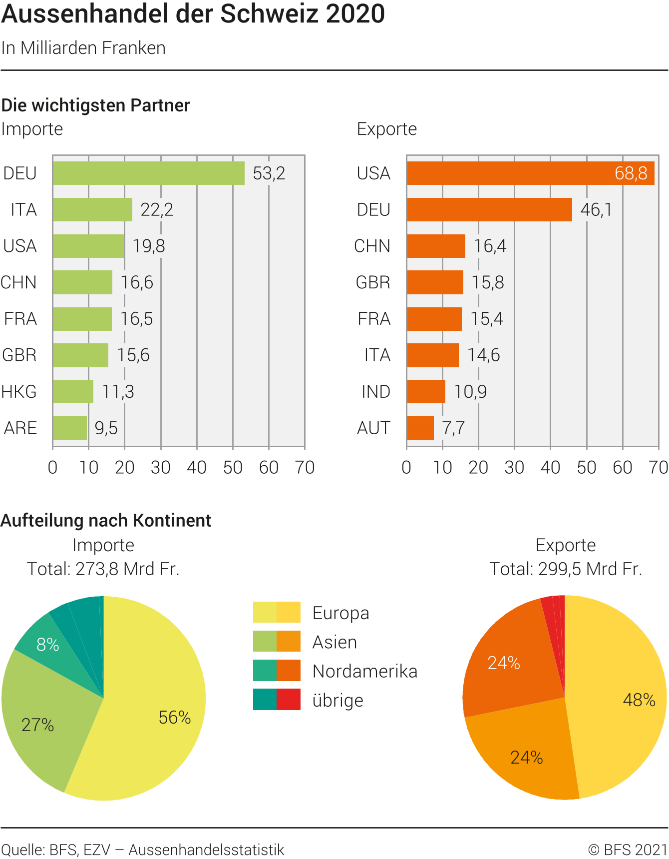 Aussenhandel der Schweiz 2020
In Milliarden Franken
Die wichtigsten Partner
Importe
DEU 53,2
ITA 22,2
USA 19,8
CHN 16,6
FRA 16,5
GBR 15,6
HKG 11,3
ARE 9,5
0 10 20 30 40 50 60 70
Exporte
USA 68,8
DEU 46,1
CHN 16,4
GBR 15,8
FRA 15,4
ITA 14,6
IND 10,9
AUT 7,7
0 10 20 30 40 50 60 70
Aufteilung nach Kontinent
Importe
Total: 273,8 Mrd Fr.
8%
27%
56%
Europa
Asien
Nordamerika
übrige
Exporte
Total: 299,5 Mrd Fr.
24%
48%
24%
Quelle: BFS, EZV – Aussenhandelsstatistik
© BFS 2021